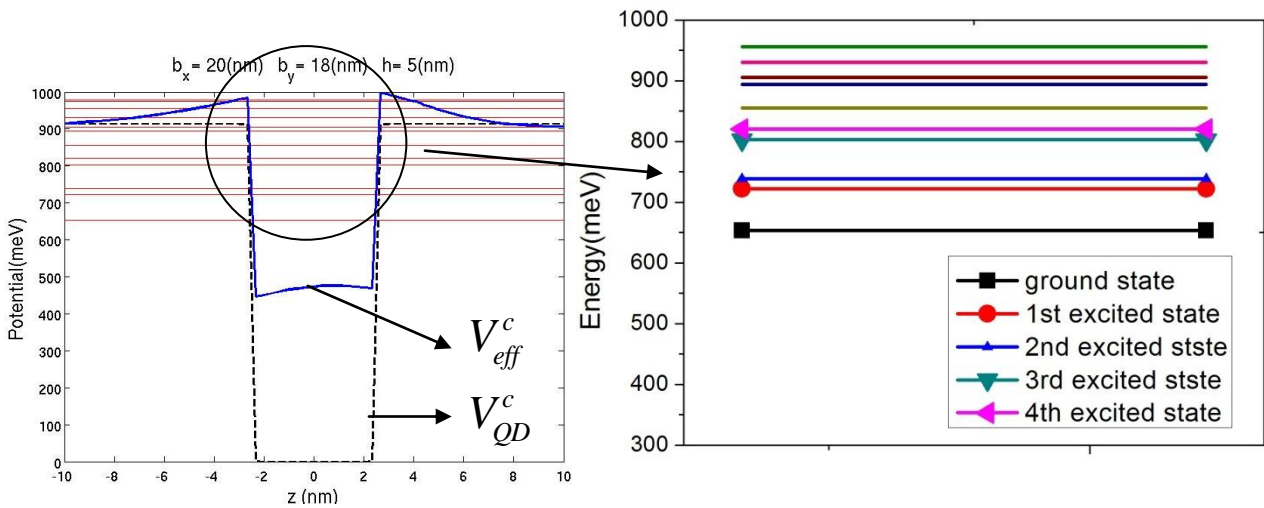 b_x = 20(nm) b_y = 18(nm) h= 5(nm)
1000
900
800
700
600
500
400
300
200
100
0
Potential(meV)
-10 -8 -6 -4 -2 0 2 4 6 8 10
z (nm)
V^c_eff
V^c_QD
1000
900
800
700
600
500
400
300
Energy(meV)
ground state
1st excited state
2nd excited stste
3rd excited stste
4th excited state